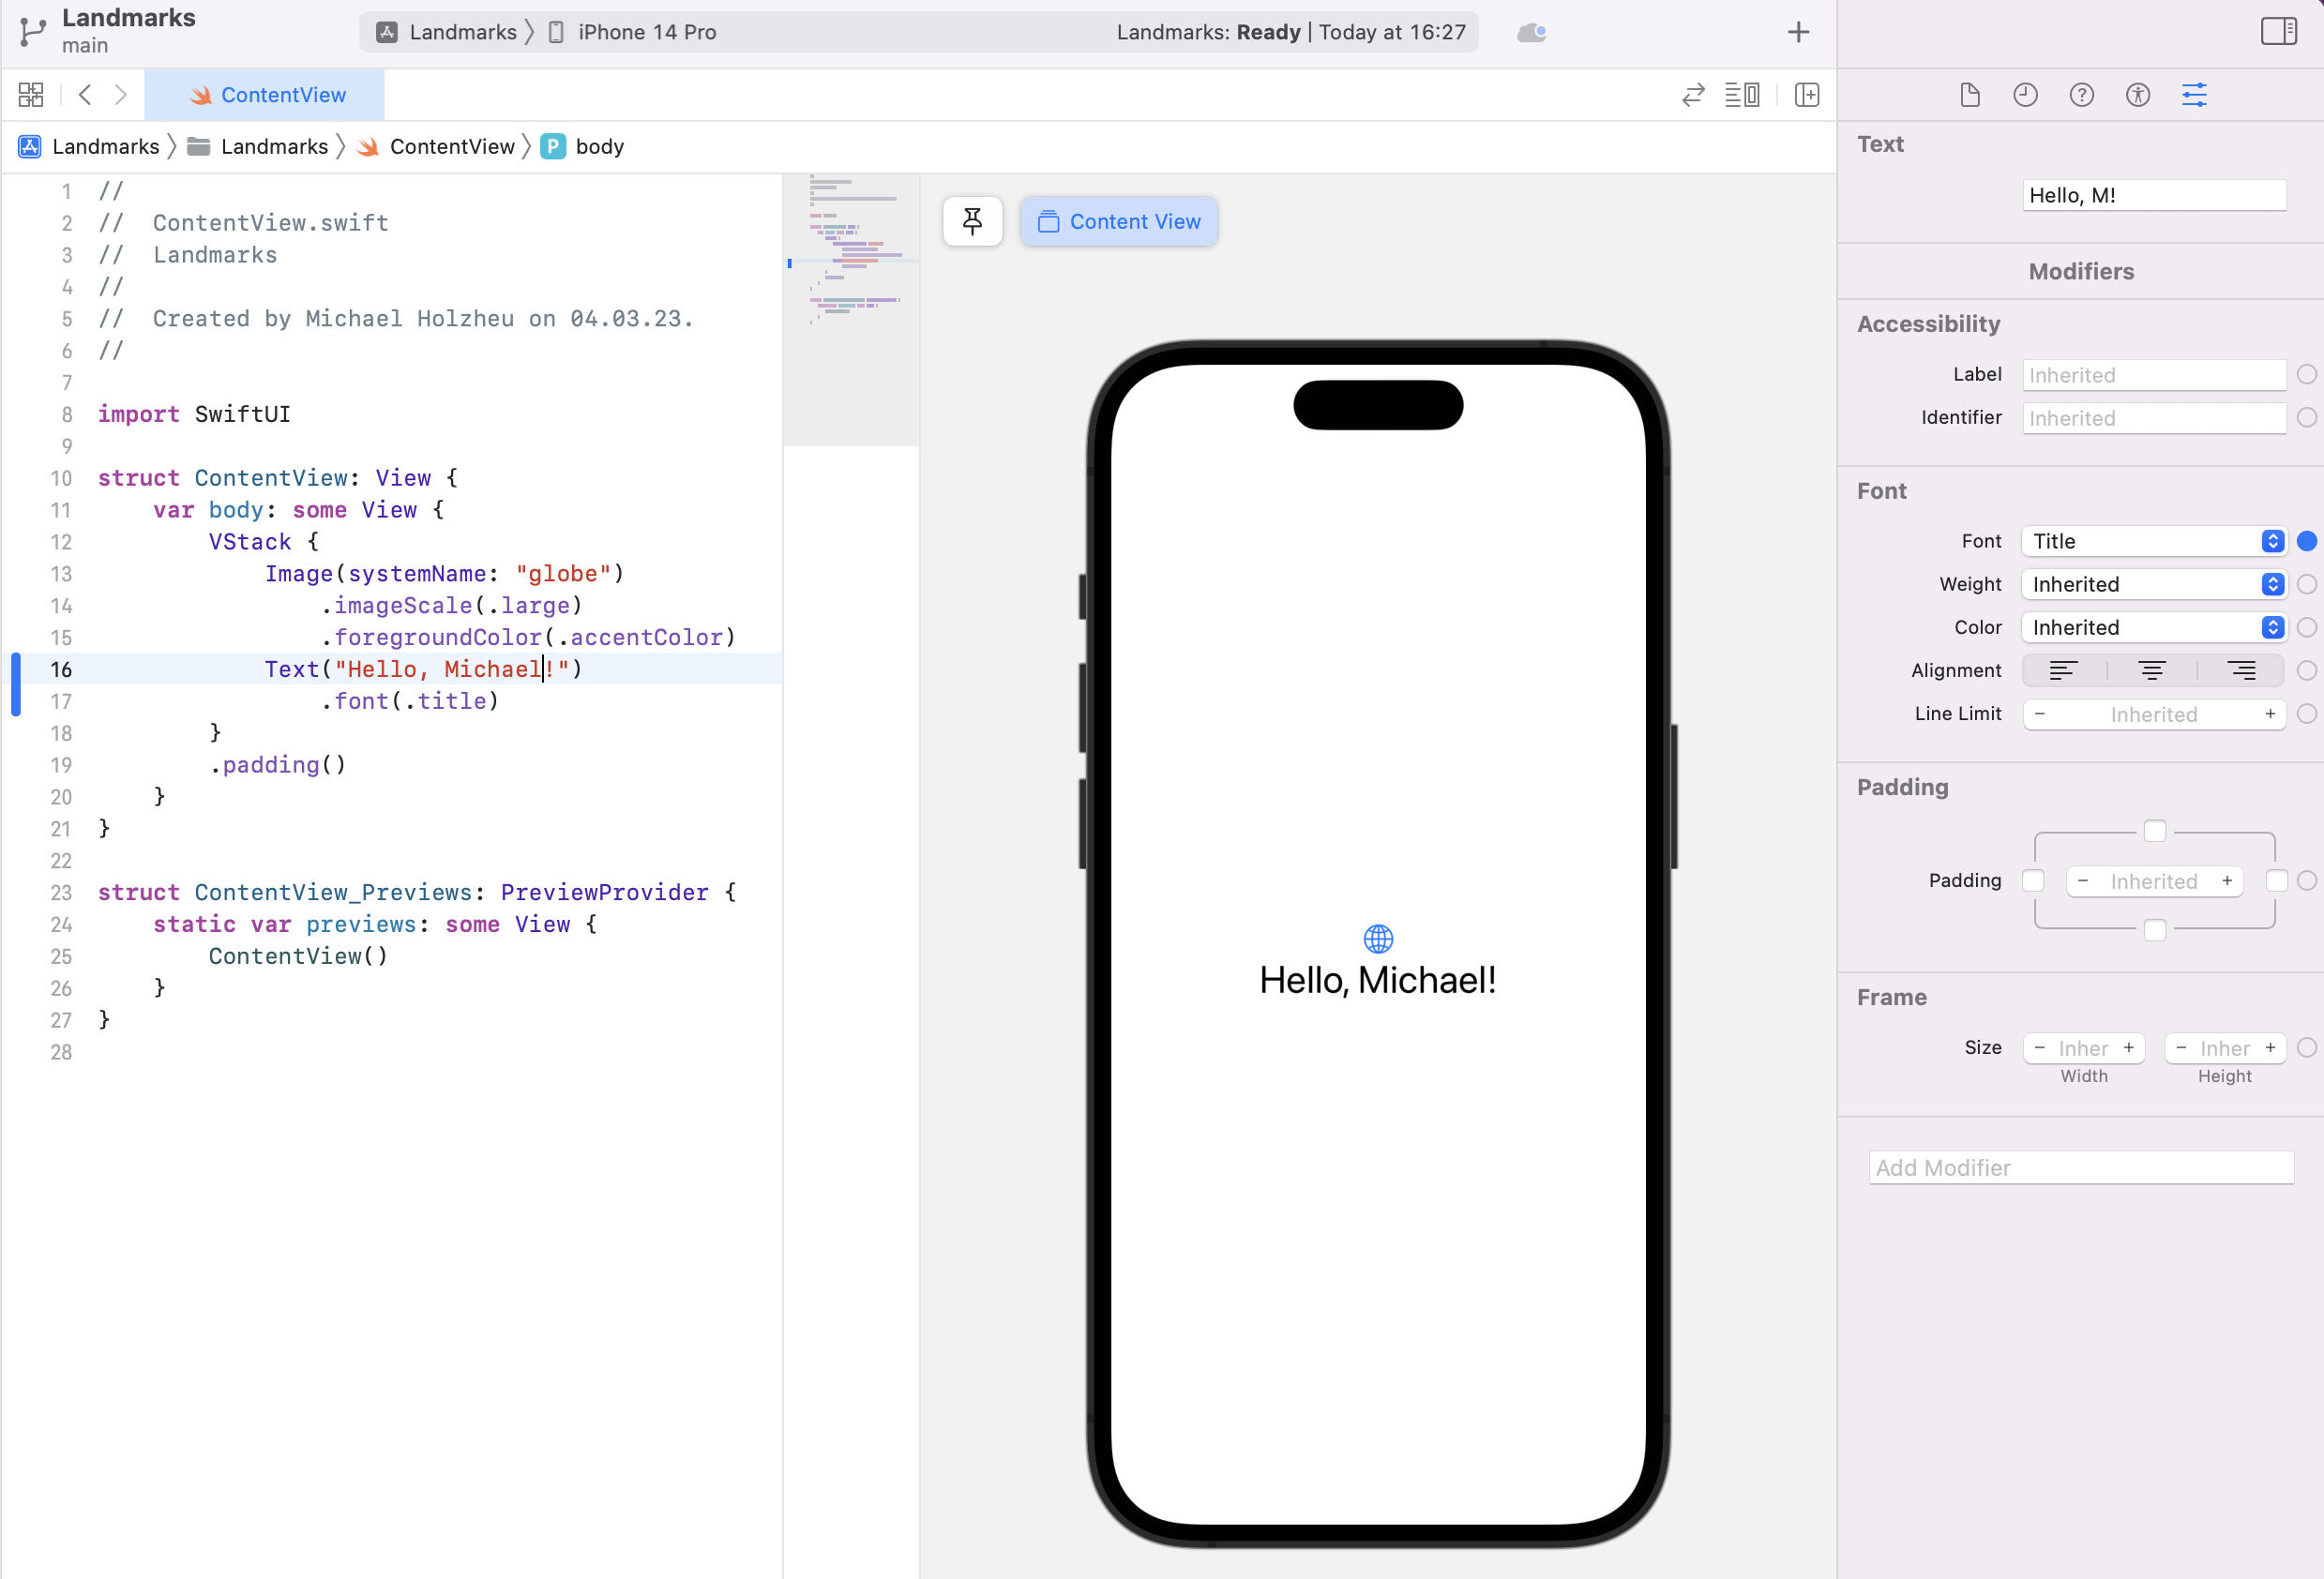 Landmarks
main
Landmarks
iPhone 14 Pro
Landmarks: Ready | Today at 16:27
ContentView
Landmarks
Landmarks
ContentView
P
body
1 //
2 //  ContentView.swift
3 //  Landmarks
4 //
5 //  Created by Michael Holzheu on 04.03.23.
6 //
7
8 import SwiftUI
9
10 struct ContentView: View {
11     var body: some View {
12         VStack {
13             Image(systemName: "globe")
14                 .imageScale(.large)
15                 .foregroundColor(.accentColor)
16             Text("Hello, Michael!")
17                 .font(.title)
18         }
19         .padding()
20     }
21 }
22
23 struct ContentView_Previews: PreviewProvider {
24     static var previews: some View {
25         ContentView()
26     }
27 }
28
Content View
Hello, Michael!
Text
Hello, M!
Modifiers
Accessibility
Label Inherited
Identifier Inherited
Font
Font Title
Weight Inherited
Color Inherited
Alignment
Line Limit − Inherited +
Padding
Padding − Inherited +
Frame
Size − Inher + − Inher +
Width Height
Add Modifier